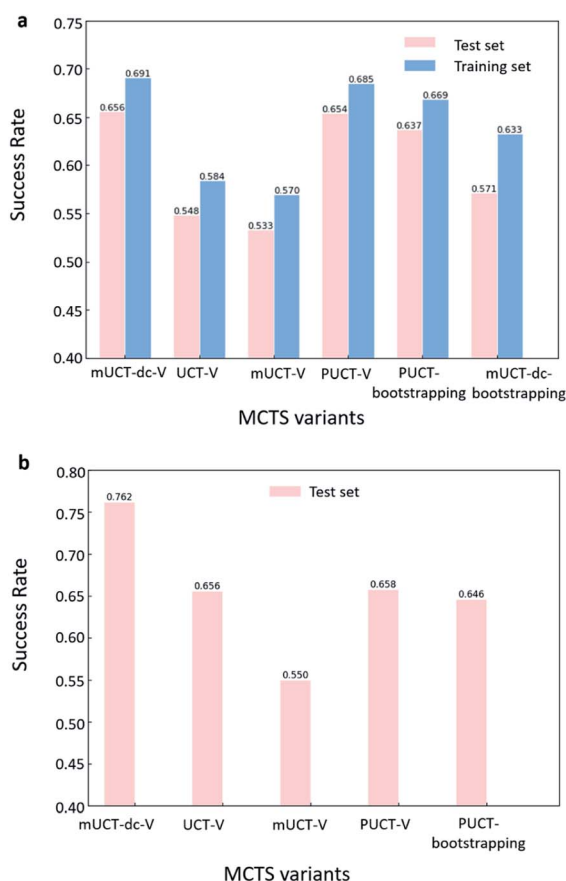 a
0.75
0.70
0.65
0.60
0.55
0.50
0.45
0.40
Success Rate
Test set
Training set
0.656
0.691
0.548
0.584
0.533
0.570
0.654
0.685
0.637
0.669
0.571
0.633
mUCT-dc-V
UCT-V
mUCT-V
PUCT-V
PUCT-
bootstrapping
mUCT-dc-
bootstrapping
MCTS variants
b
0.80
0.75
0.70
0.65
0.60
0.55
0.50
0.45
0.40
Success Rate
Test set
0.762
0.656
0.550
0.658
0.646
mUCT-dc-V
UCT-V
mUCT-V
PUCT-V
PUCT-
bootstrapping
MCTS variants